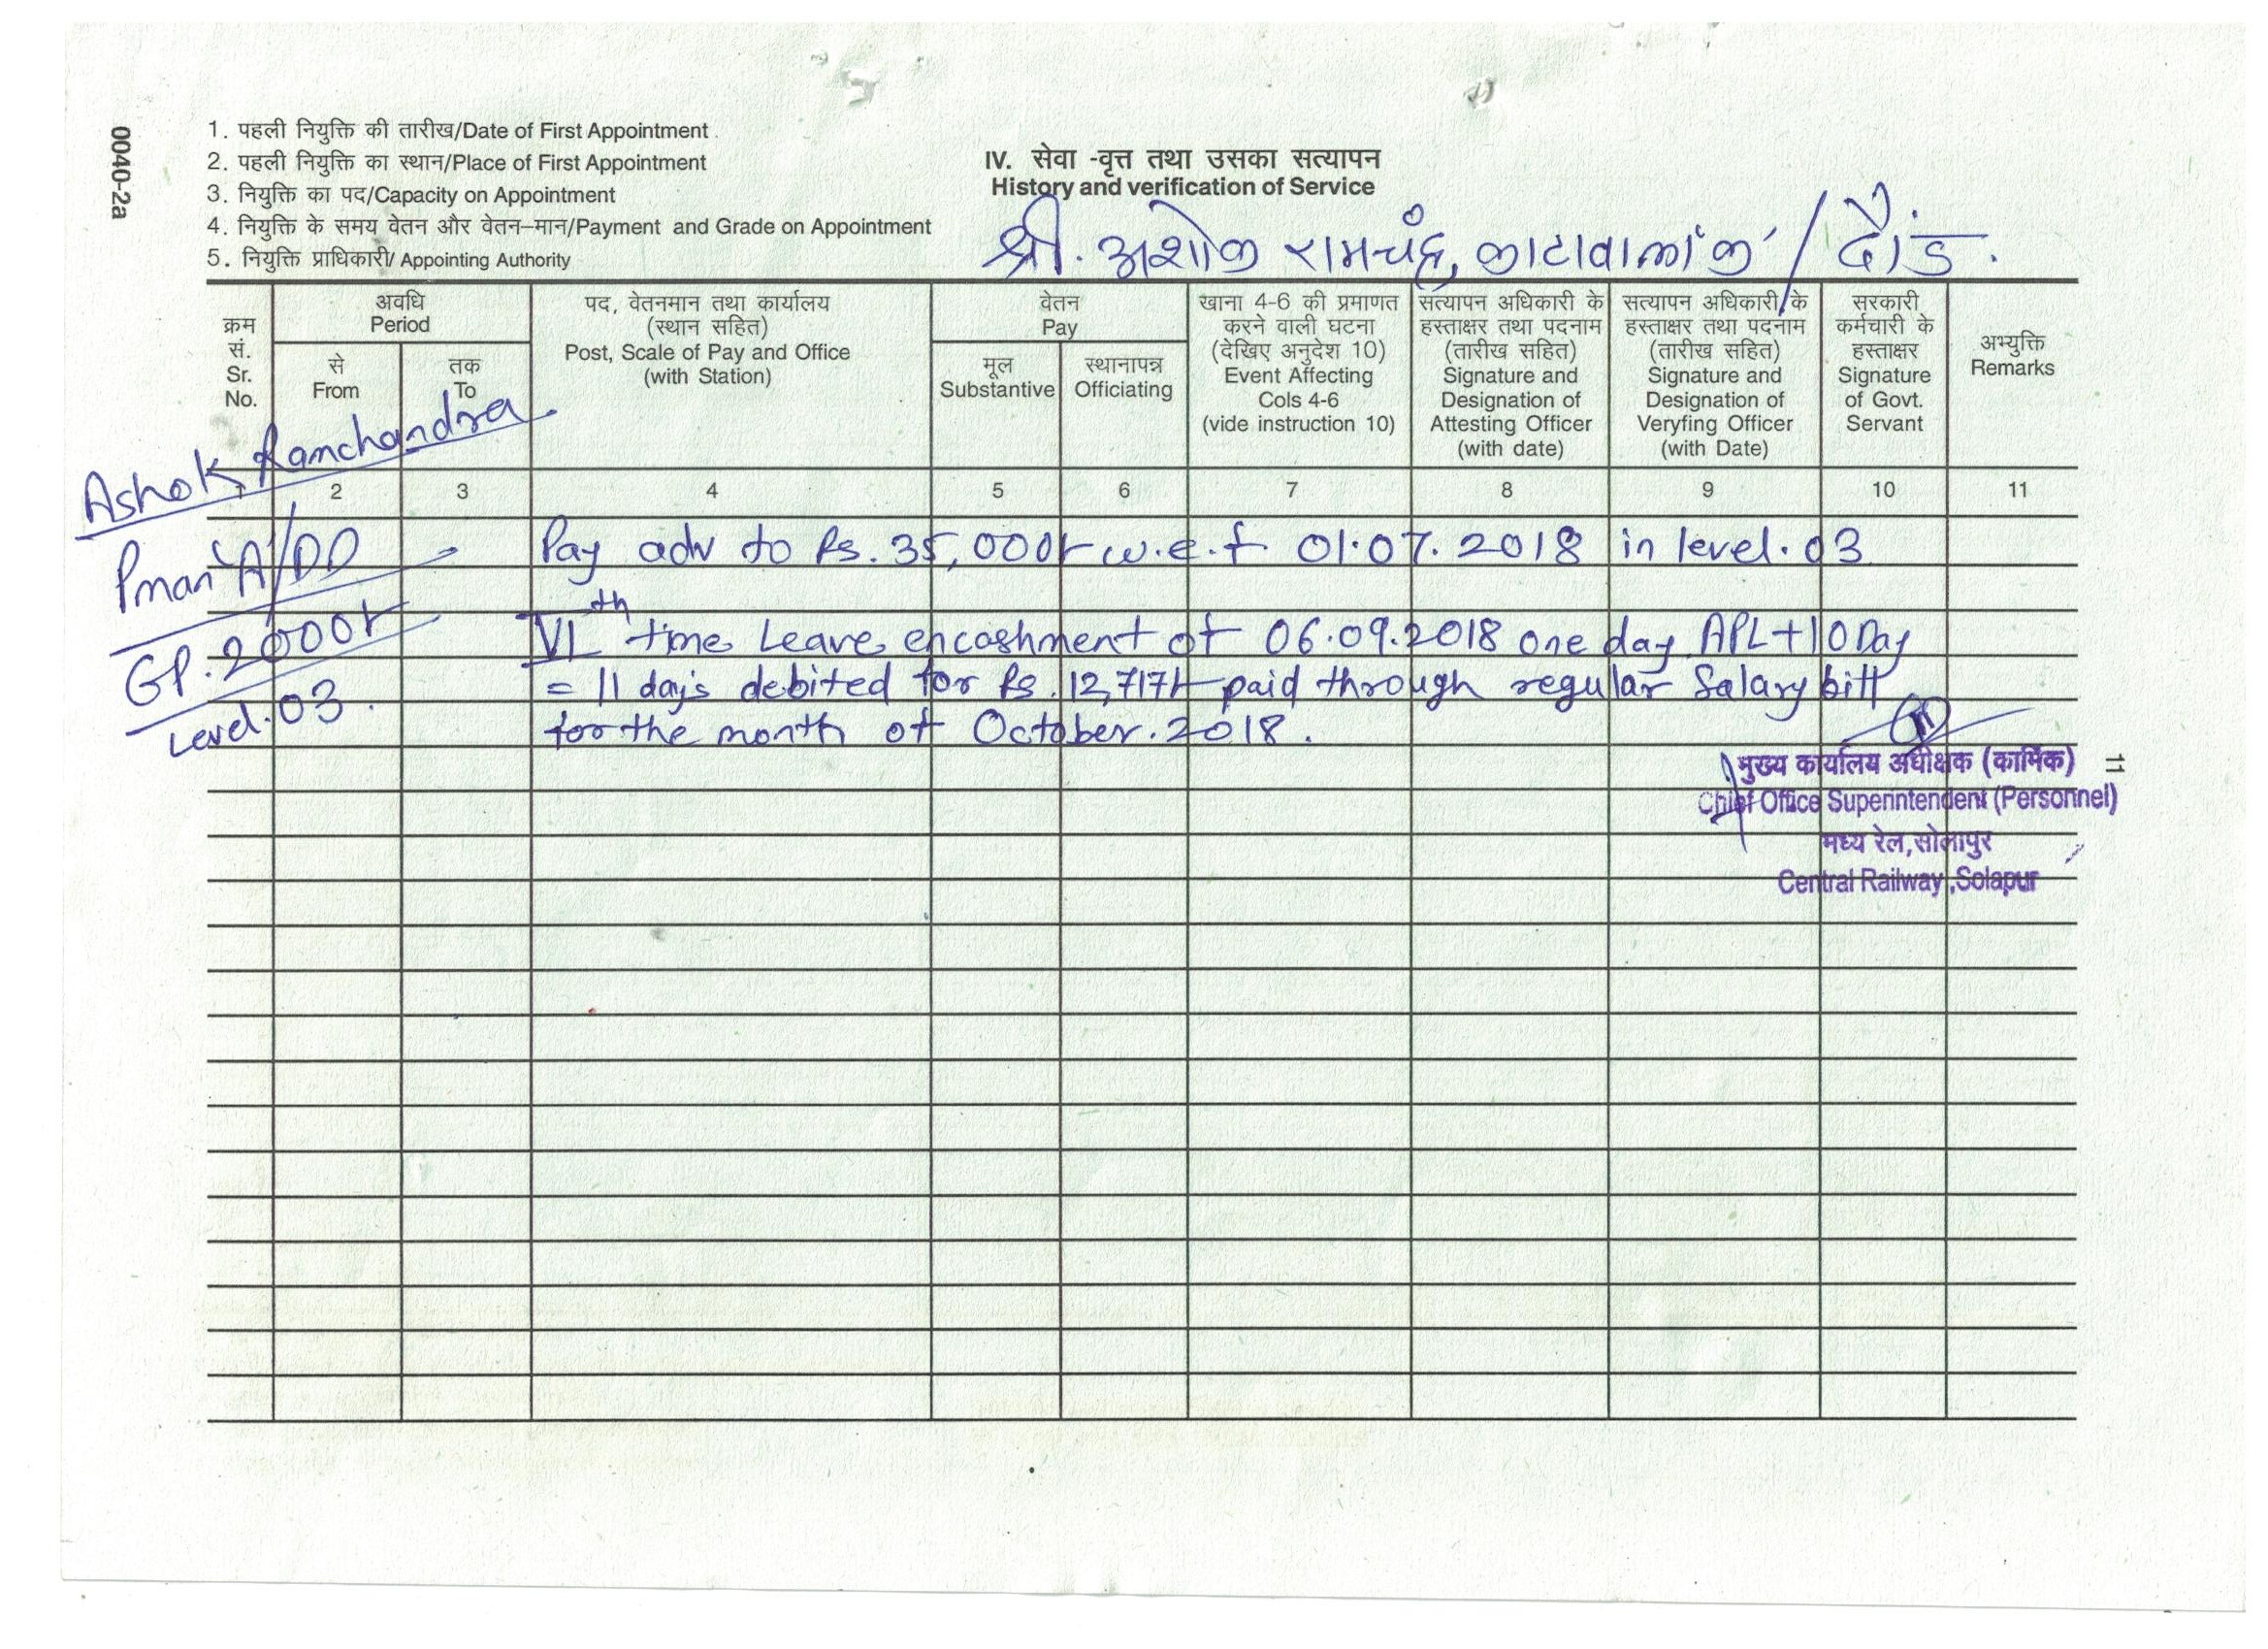 0040-2a
1. पहली नियुक्ति की तारीख/Date of First Appointment
2. पहली नियुक्ति का स्थान/Place of First Appointment
3. नियुक्ति का पद/Capacity on Appointment
4. नियुक्ति के समय वेतन और वेतन-मान/Payment and Grade on Appointment
5. नियुक्ति प्राधिकारी/ Appointing Authority
IV. सेवा -वृत्त तथा उसका सत्यापन
History and verification of Service
श्री. अशोक रामचंद्र, काटावालाक / दौंड.
क्रम
सं.
Sr.
No.
अवधि
Period
से
From
तक
To
पद, वेतनमान तथा कार्यालय
(स्थान सहित)
Post, Scale of Pay and Office
(with Station)
वेतन
Pay
मूल
Substantive
स्थानापन्न
Officiating
खाना 4-6 की प्रमाणत
करने वाली घटना
(देखिए अनुदेश 10)
Event Affecting
Cols 4-6
(vide instruction 10)
सत्यापन अधिकारी के
हस्ताक्षर तथा पदनाम
(तारीख सहित)
Signature and
Designation of
Attesting Officer
(with date)
सत्यापन अधिकारी के
हस्ताक्षर तथा पदनाम
(तारीख सहित)
Signature and
Designation of
Veryfing Officer
(with Date)
सरकारी
कर्मचारी के
हस्ताक्षर
Signature
of Govt.
Servant
अभ्युक्ति
Remarks
1 2 3 4 5 6 7 8 9 10 11
Ashok Ramchandra
Pman 'A'/DD
GP. 2000/-
Level. 03.
Pay adv to Rs. 35,000/- w.e.f 01.07.2018 in level. 03
VIth time Leave encashment of 06.09.2018 one day APL+10 Day
= 11 days debited for Rs. 12,717/- paid through regular Salary bill
for the month of October. 2018.
मुख्य कार्यालय अधीक्षक (कार्मिक)
Chief Office Superintendent (Personnel)
मध्य रेल, सोलापुर
Central Railway, Solapur
11